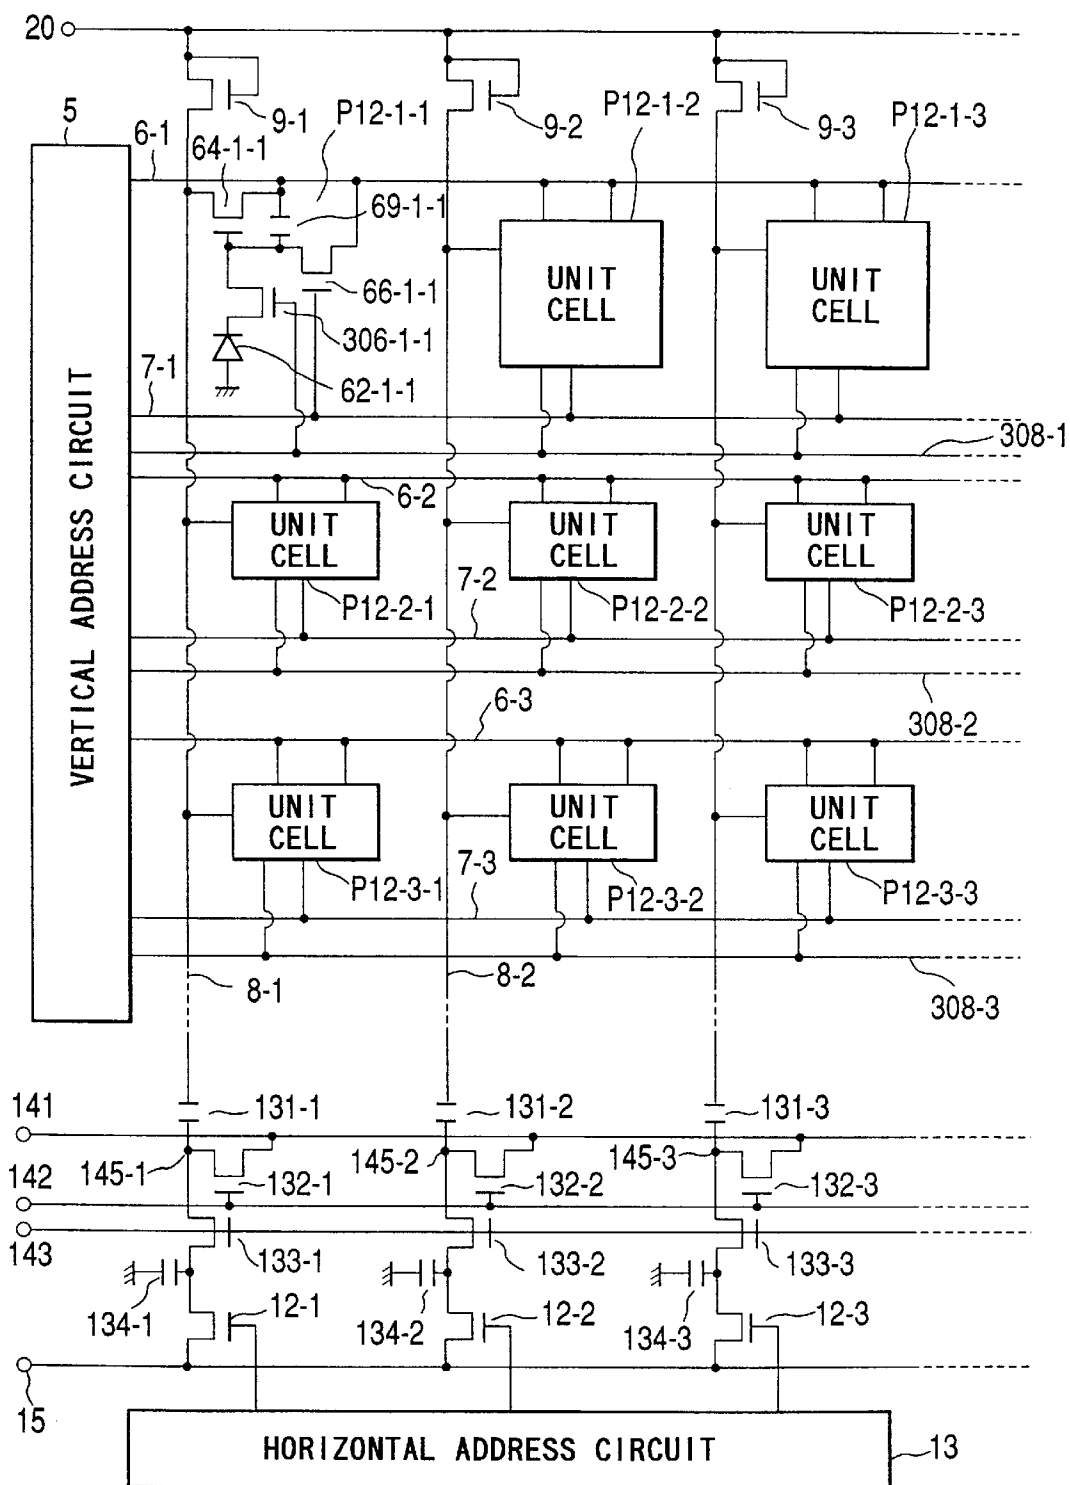 20
9-1
9-2
9-3
5
6-1
64-1-1
P12-1-1
P12-1-2
P12-1-3
69-1-1
66-1-1
306-1-1
62-1-1
UNIT
CELL
UNIT
CELL
7-1
308-1
VERTICAL ADDRESS CIRCUIT
6-2
UNIT
CELL
UNIT
CELL
UNIT
CELL
P12-2-1
7-2
P12-2-2
P12-2-3
308-2
6-3
UNIT
CELL
UNIT
CELL
UNIT
CELL
P12-3-1
7-3
P12-3-2
P12-3-3
8-1
8-2
308-3
141
131-1
131-2
131-3
145-1
145-2
145-3
142
132-1
132-2
132-3
143
133-1
133-2
133-3
134-1
12-1
134-2
12-2
134-3
12-3
15
HORIZONTAL ADDRESS CIRCUIT
13